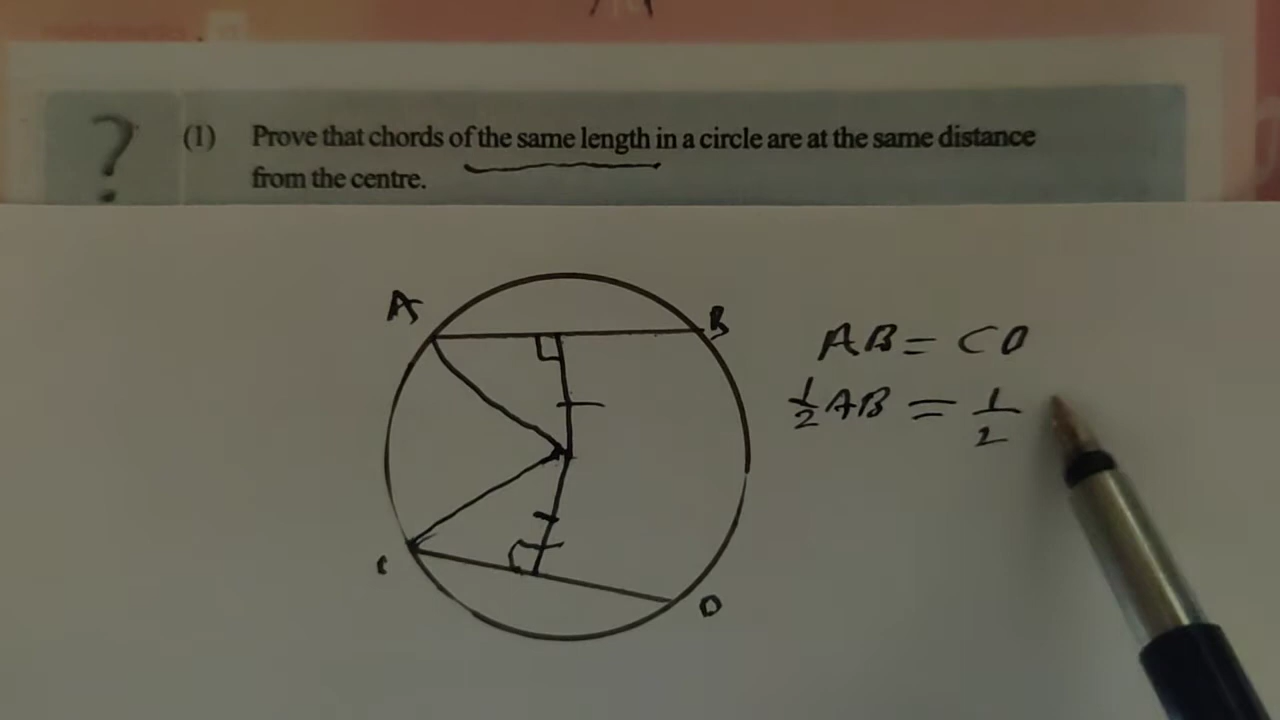 ?
(1) Prove that chords of the same length in a circle are at the same distance
from the centre.
A
B
AB = CD
½AB = ½
C
D